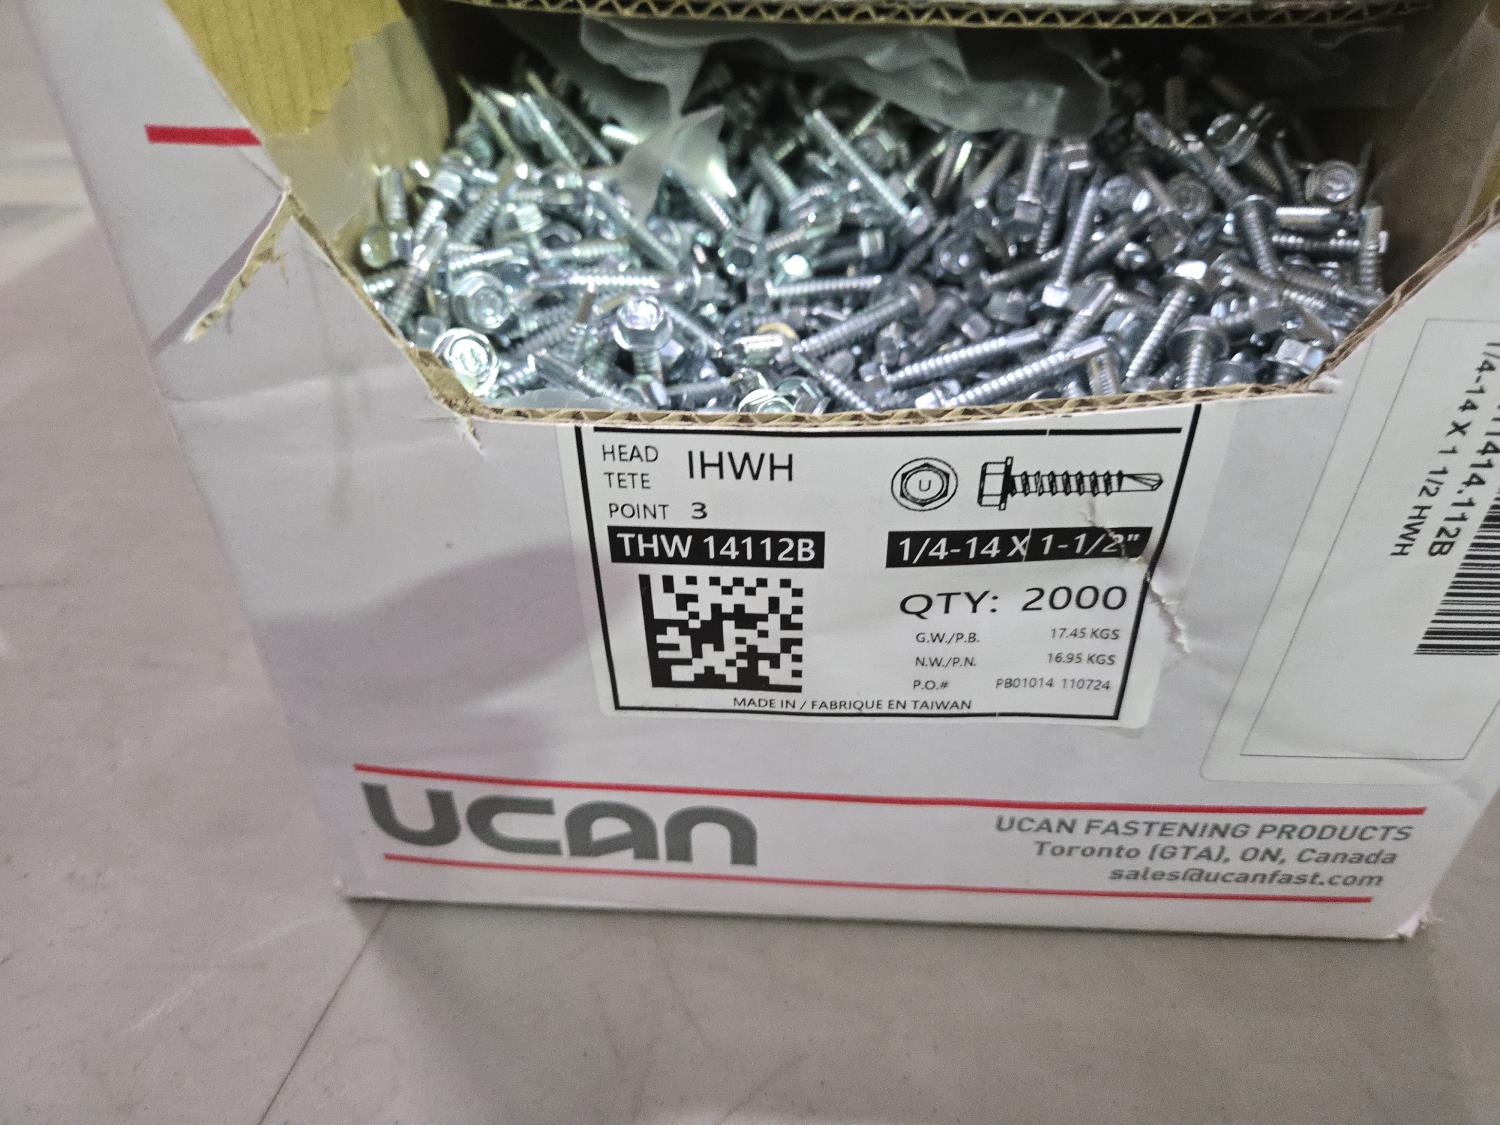 HEAD IHWH
TETE
POINT 3
U
THW 14112B 1/4-14 X 1-1/2"
QTY: 2000
G.W./P.B. 17.45 KGS
N.W./P.N. 16.95 KGS
P.O.# PB01014 110724
MADE IN / FABRIQUE EN TAIWAN
UCAN
UCAN FASTENING PRODUCTS
Toronto (GTA), ON, Canada
sales@ucanfast.com
1414.112B
1/4-14 X 1 1/2 HWH